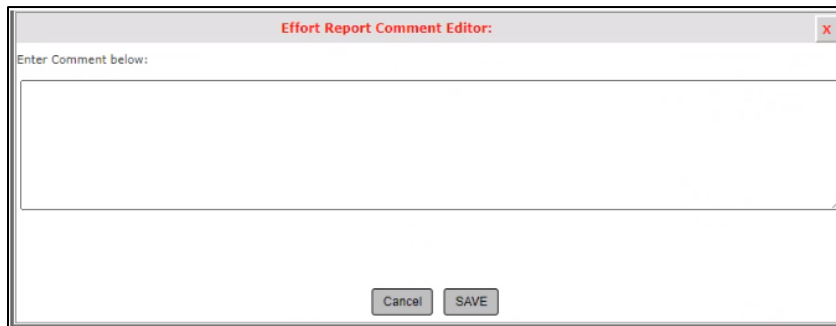 Effort Report Comment Editor:
X
Enter Comment below:
Cancel
SAVE